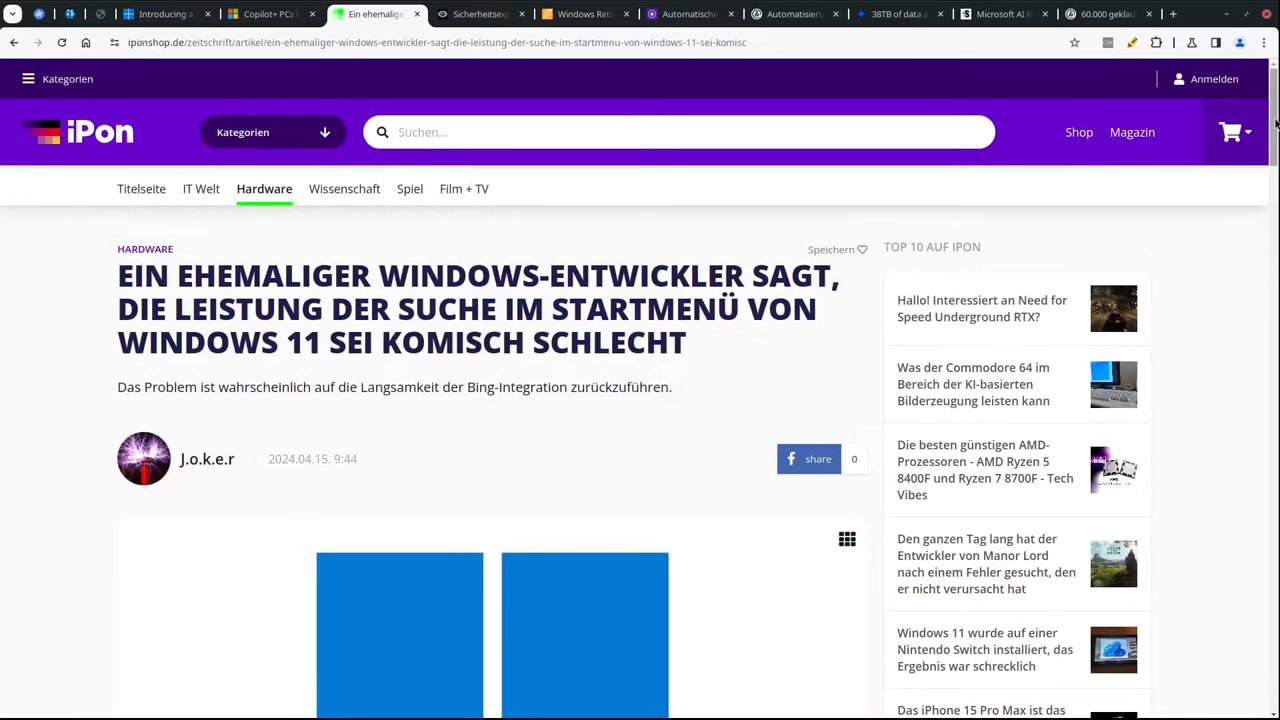 Introducing a
Copilot+ PCs
Ein ehemalige
Sicherheitsexp
Windows Retu
Automatische
Automatisierte
38TB of data a
Microsoft AI R
60.000 geklau
iponshop.de/zeitschrift/artikel/ein-ehemaliger-windows-entwickler-sagt-die-leistung-der-suche-im-startmenu-von-windows-11-sei-komisc
Kategorien
Anmelden
iPon
Kategorien
Suchen...
Shop
Magazin
Titelseite
IT Welt
Hardware
Wissenschaft
Spiel
Film + TV
HARDWARE
Speichern
EIN EHEMALIGER WINDOWS-ENTWICKLER SAGT,
DIE LEISTUNG DER SUCHE IM STARTMENÜ VON
WINDOWS 11 SEI KOMISCH SCHLECHT
Das Problem ist wahrscheinlich auf die Langsamkeit der Bing-Integration zurückzuführen.
J.o.k.e.r
2024.04.15. 9:44
share
0
TOP 10 AUF IPON
Hallo! Interessiert an Need for
Speed Underground RTX?
Was der Commodore 64 im
Bereich der KI-basierten
Bilderzeugung leisten kann
Die besten günstigen AMD-
Prozessoren - AMD Ryzen 5
8400F und Ryzen 7 8700F - Tech
Vibes
Den ganzen Tag lang hat der
Entwickler von Manor Lord
nach einem Fehler gesucht, den
er nicht verursacht hat
Windows 11 wurde auf einer
Nintendo Switch installiert, das
Ergebnis war schrecklich
Das iPhone 15 Pro Max ist das